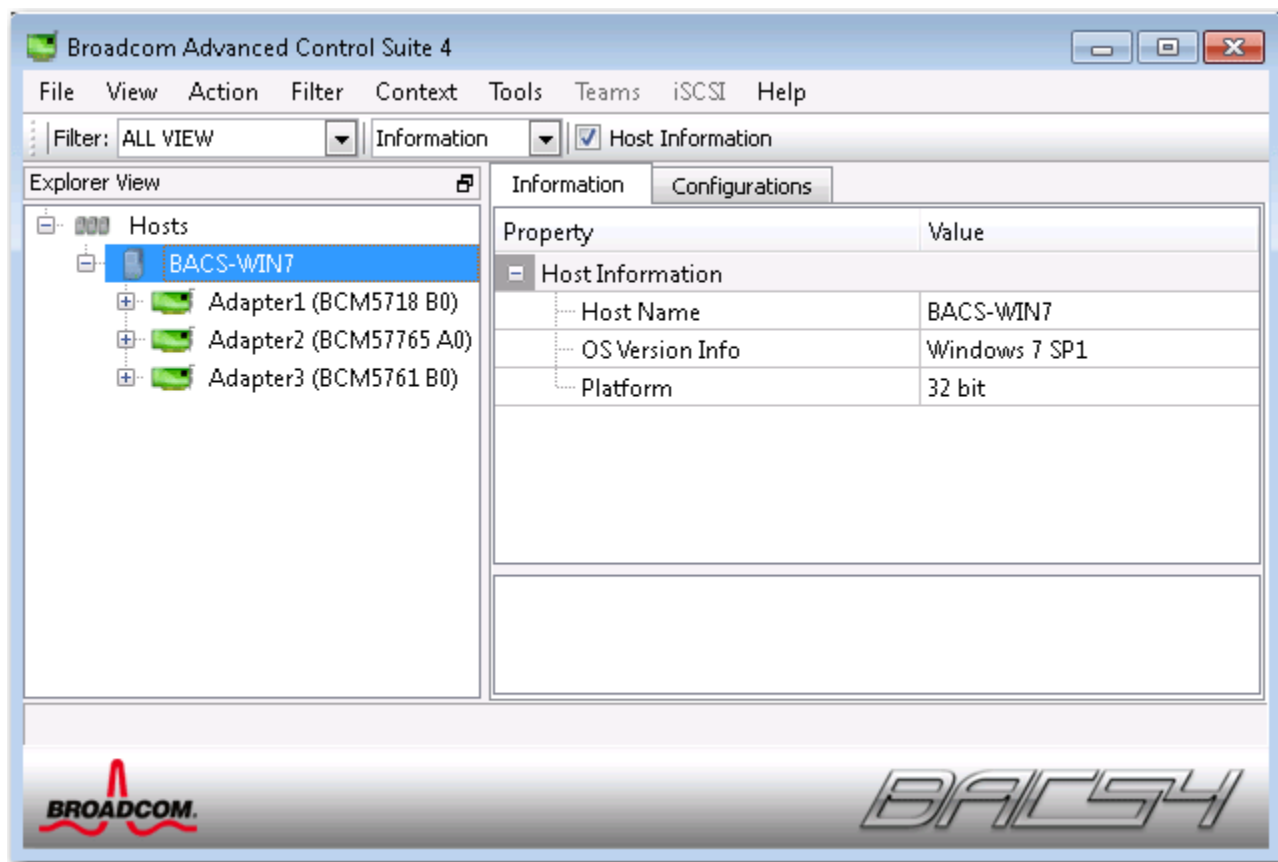 Broadcom Advanced Control Suite 4
File View Action Filter Context Tools Teams iSCSI Help
Filter: ALL VIEW Information Host Information
Explorer View
Information Configurations
Hosts
BACS-WIN7
Adapter1 (BCM5718 B0)
Adapter2 (BCM57765 A0)
Adapter3 (BCM5761 B0)
Property Value
Host Information
Host Name BACS-WIN7
OS Version Info Windows 7 SP1
Platform 32 bit
BROADCOM.
BACS4